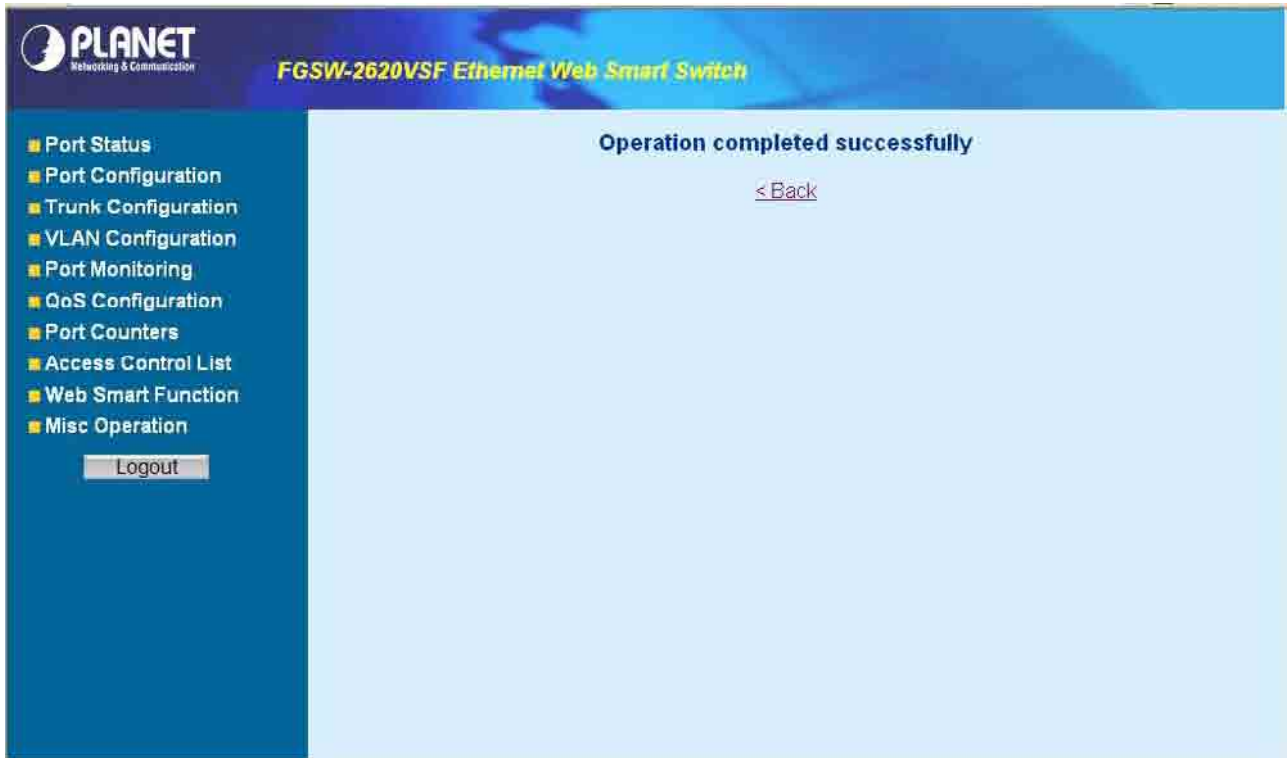 PLANET
Networking & Communication
FGSW-2620VSF Ethernet Web Smart Switch
Port Status
Port Configuration
Trunk Configuration
VLAN Configuration
Port Monitoring
QoS Configuration
Port Counters
Access Control List
Web Smart Function
Misc Operation
Logout
Operation completed successfully
< Back